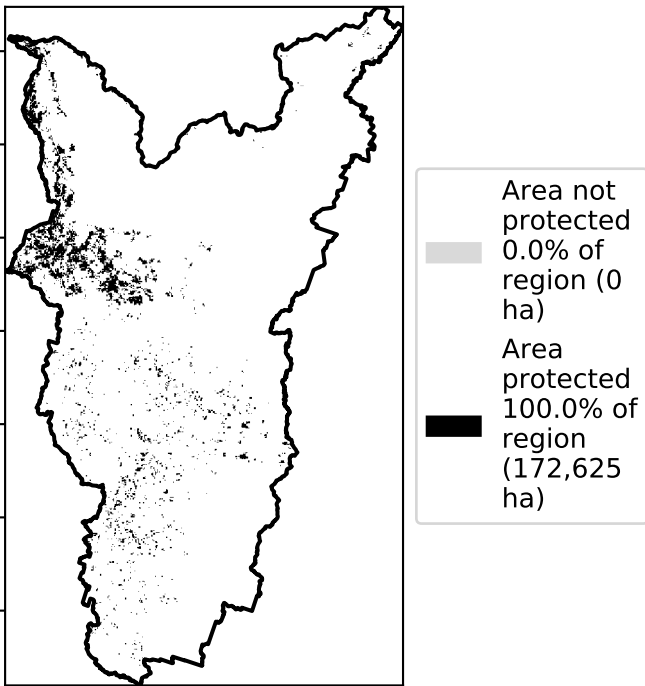 Area not
protected
0.0% of
region (0
ha)
Area
protected
100.0% of
region
(172,625
ha)